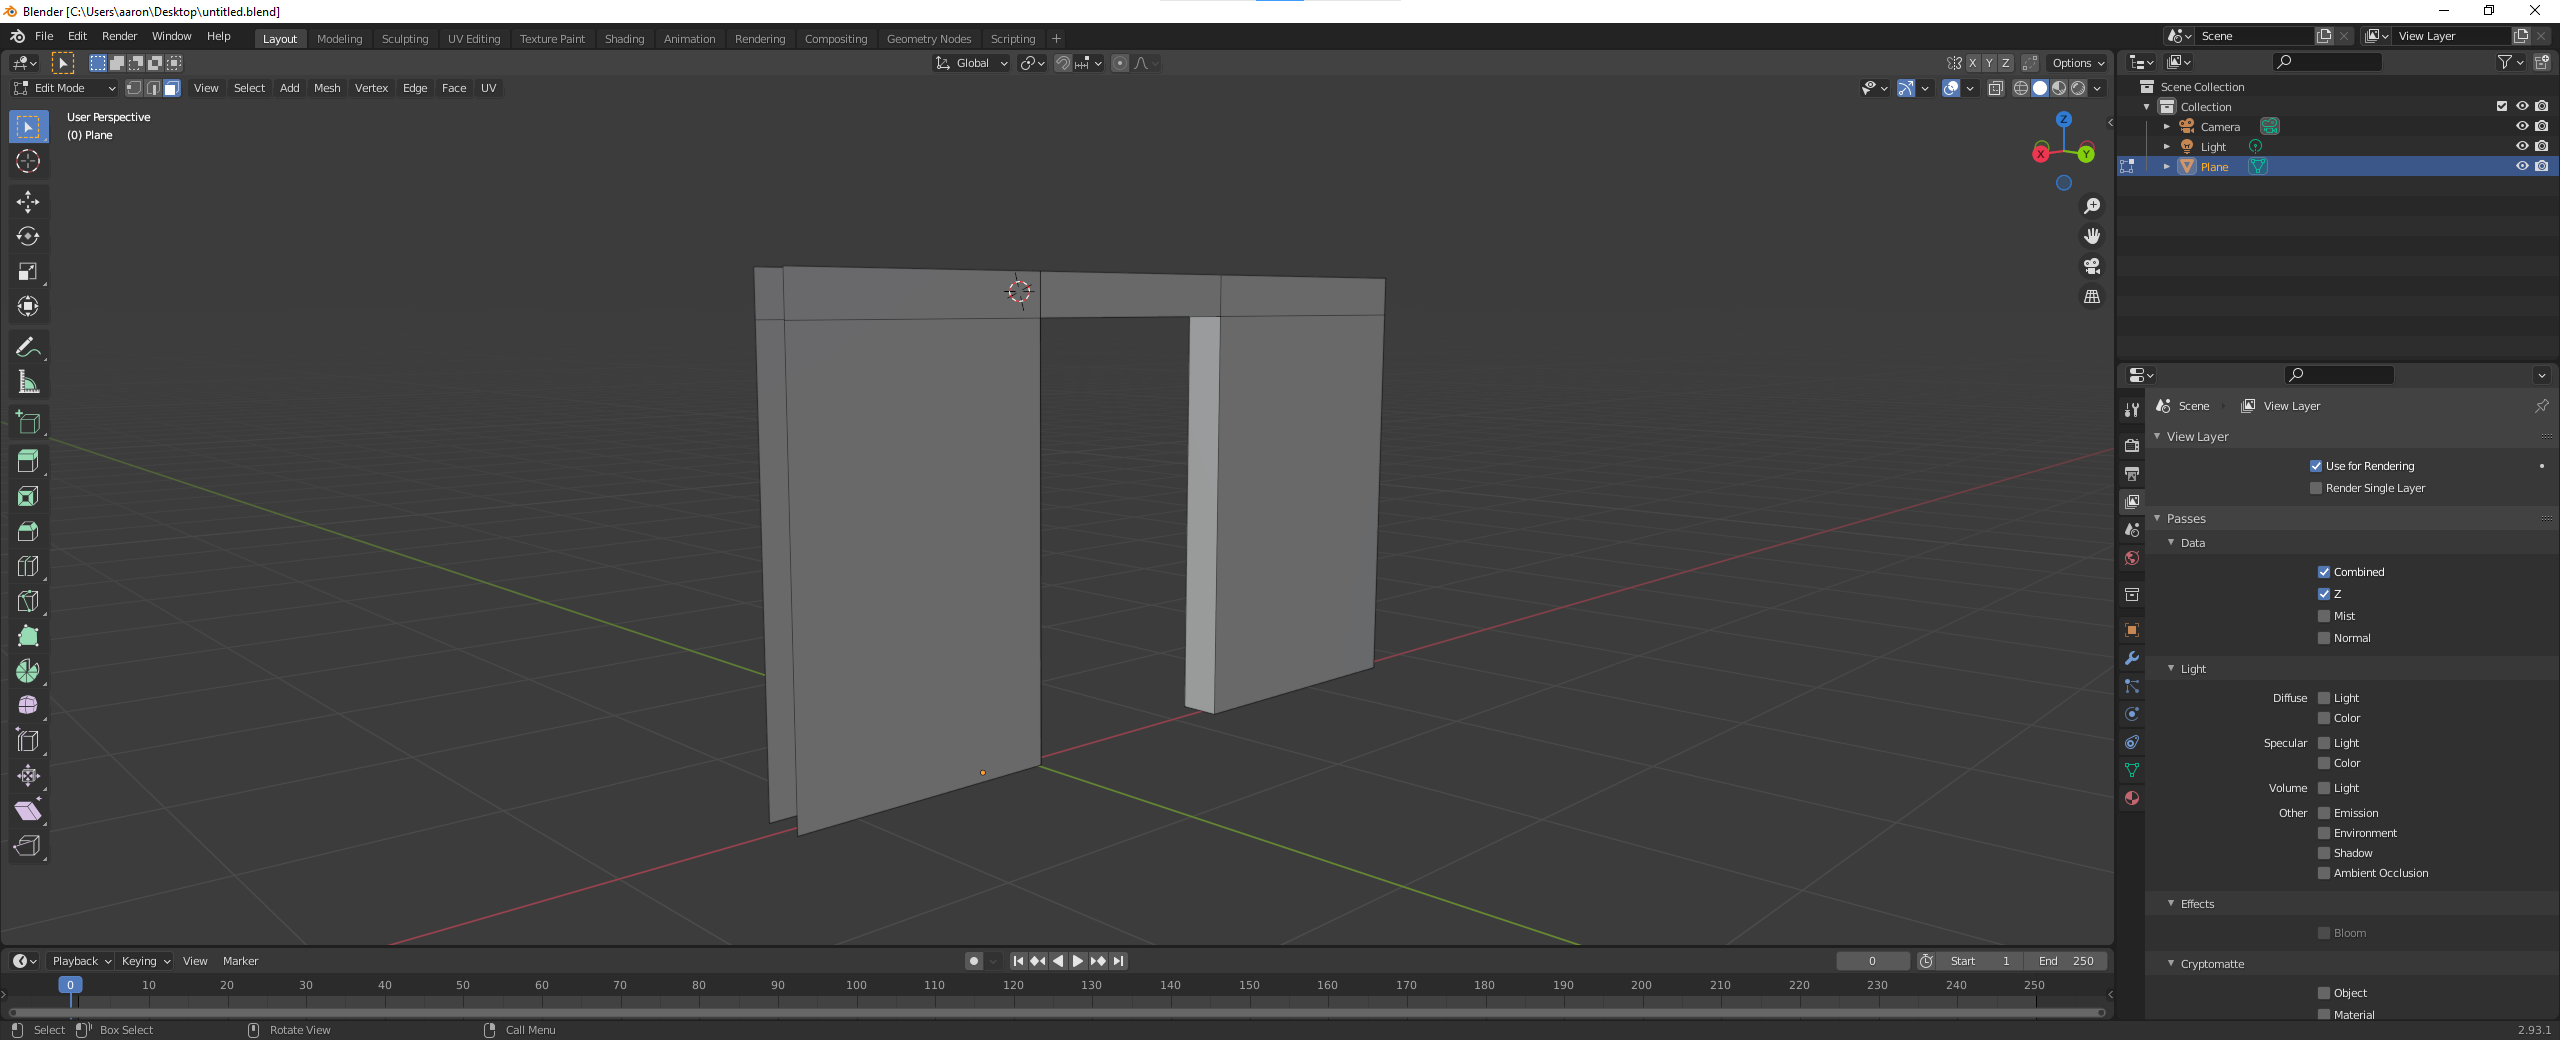 Blender [C:\Users\aaron\Desktop\untitled.blend]
File Edit Render Window Help Layout Modeling Sculpting UV Editing Texture Paint Shading Animation Rendering Compositing Geometry Nodes Scripting + Scene View Layer
Global X Y Z Options
Edit Mode View Select Add Mesh Vertex Edge Face UV
User Perspective
(0) Plane
Z
X Y
Scene Collection
Collection
Camera
Light
Plane
Scene View Layer
View Layer
Use for Rendering
Render Single Layer
Passes
Data
Combined
Z
Mist
Normal
Light
Diffuse Light
Color
Specular Light
Color
Volume Light
Other Emission
Environment
Shadow
Ambient Occlusion
Effects
Bloom
Cryptomatte
Object
Material
Playback Keying View Marker 0 Start 1 End 250
0 10 20 30 40 50 60 70 80 90 100 110 120 130 140 150 160 170 180 190 200 210 220 230 240 250
Select Box Select Rotate View Call Menu 2.93.1